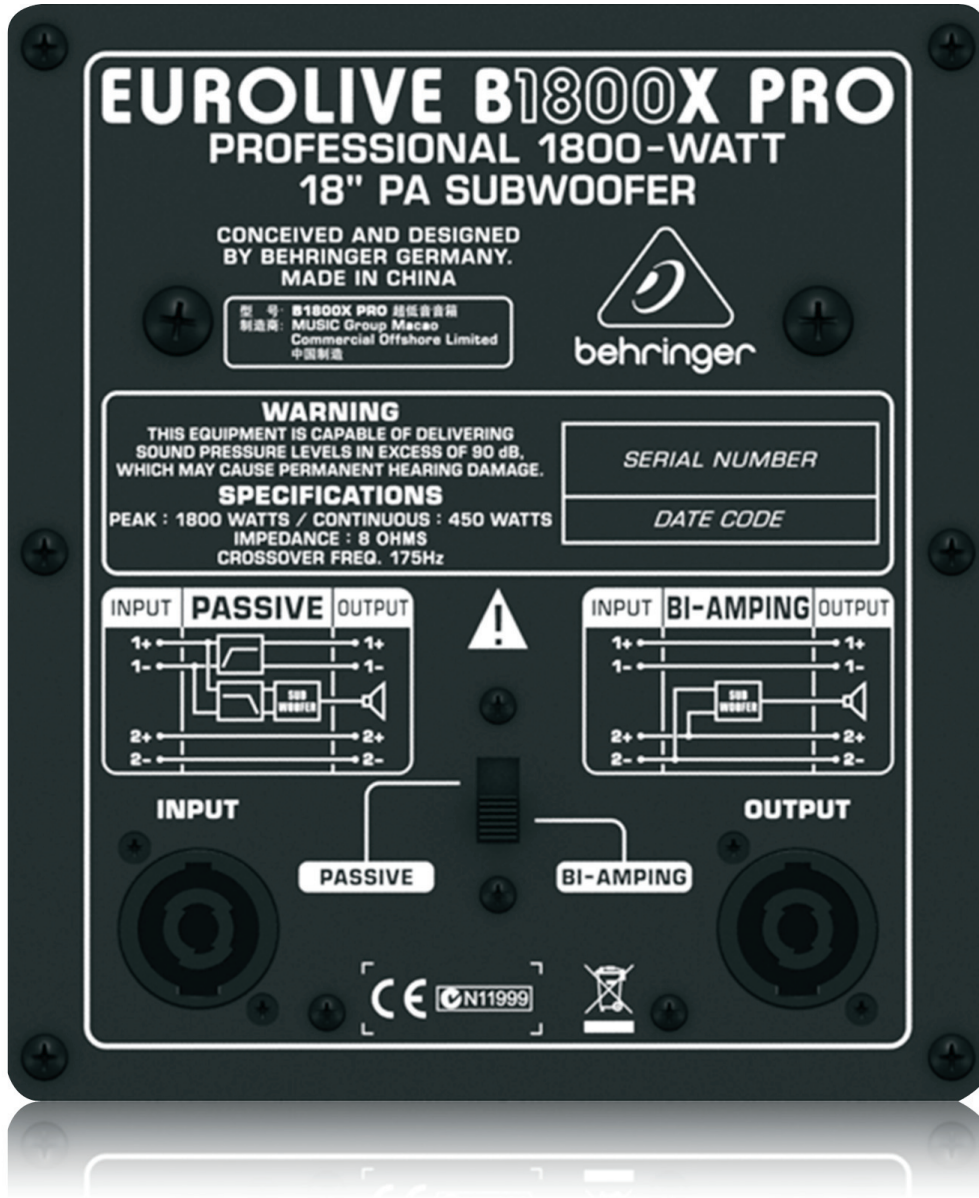 EUROLIVE B1800X PRO
PROFESSIONAL 1800-WATT
18" PA SUBWOOFER
CONCEIVED AND DESIGNED
BY BEHRINGER GERMANY.
MADE IN CHINA
型 号: B1800X PRO 超低音音箱
制造商: MUSIC Group Macao
Commercial Offshore Limited
中国制造
behringer
WARNING
THIS EQUIPMENT IS CAPABLE OF DELIVERING
SOUND PRESSURE LEVELS IN EXCESS OF 90 dB,
WHICH MAY CAUSE PERMANENT HEARING DAMAGE.
SPECIFICATIONS
PEAK : 1800 WATTS / CONTINUOUS : 450 WATTS
IMPEDANCE : 8 OHMS
CROSSOVER FREQ. 175Hz
SERIAL NUMBER
DATE CODE
INPUT PASSIVE OUTPUT
1+ 1+
1- 1-
SUB
WOOFER
2+ 2+
2- 2-
!
INPUT BI-AMPING OUTPUT
1+ 1+
1- 1-
SUB
WOOFER
2+ 2+
2- 2-
INPUT
OUTPUT
PASSIVE
BI-AMPING
CE N11999